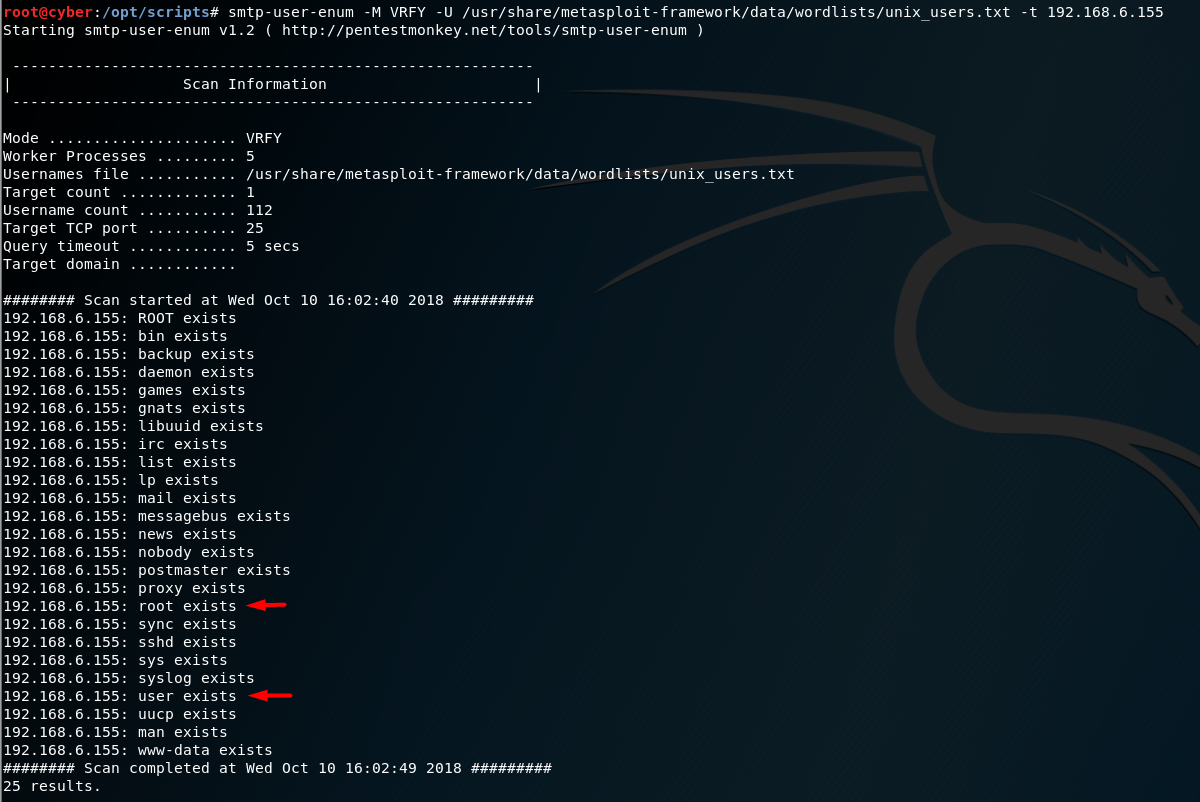 root@cyber:/opt/scripts# smtp-user-enum -M VRFY -U /usr/share/metasploit-framework/data/wordlists/unix_users.txt -t 192.168.6.155
Starting smtp-user-enum v1.2 ( http://pentestmonkey.net/tools/smtp-user-enum )
 ----------------------------------------------------------
|                   Scan Information                       |
 ----------------------------------------------------------
Mode ..................... VRFY
Worker Processes ......... 5
Usernames file ........... /usr/share/metasploit-framework/data/wordlists/unix_users.txt
Target count ............. 1
Username count ........... 112
Target TCP port .......... 25
Query timeout ............ 5 secs
Target domain ............
######## Scan started at Wed Oct 10 16:02:40 2018 #########
192.168.6.155: ROOT exists
192.168.6.155: bin exists
192.168.6.155: backup exists
192.168.6.155: daemon exists
192.168.6.155: games exists
192.168.6.155: gnats exists
192.168.6.155: libuuid exists
192.168.6.155: irc exists
192.168.6.155: list exists
192.168.6.155: lp exists
192.168.6.155: mail exists
192.168.6.155: messagebus exists
192.168.6.155: news exists
192.168.6.155: nobody exists
192.168.6.155: postmaster exists
192.168.6.155: proxy exists
192.168.6.155: root exists
192.168.6.155: sync exists
192.168.6.155: sshd exists
192.168.6.155: sys exists
192.168.6.155: syslog exists
192.168.6.155: user exists
192.168.6.155: uucp exists
192.168.6.155: man exists
192.168.6.155: www-data exists
######## Scan completed at Wed Oct 10 16:02:49 2018 #########
25 results.